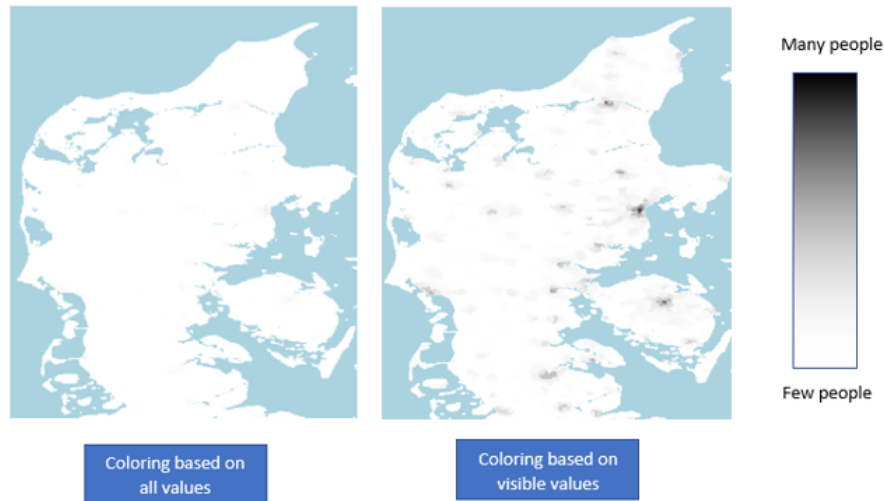 Many people
Few people
Coloring based on
all values
Coloring based on
visible values